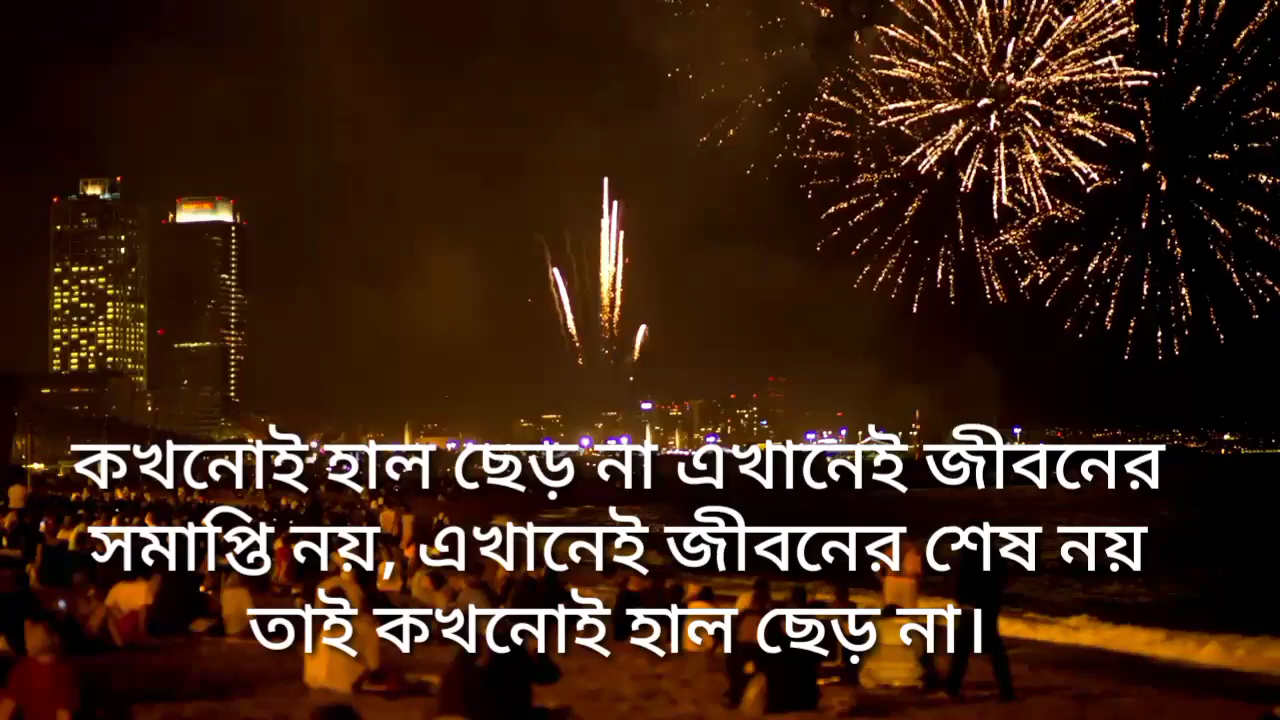 কখনোই হাল ছেড় না এখানেই জীবনের
সমাপ্তি নয়, এখানেই জীবনের শেষ নয়
তাই কখনোই হাল ছেড় না।